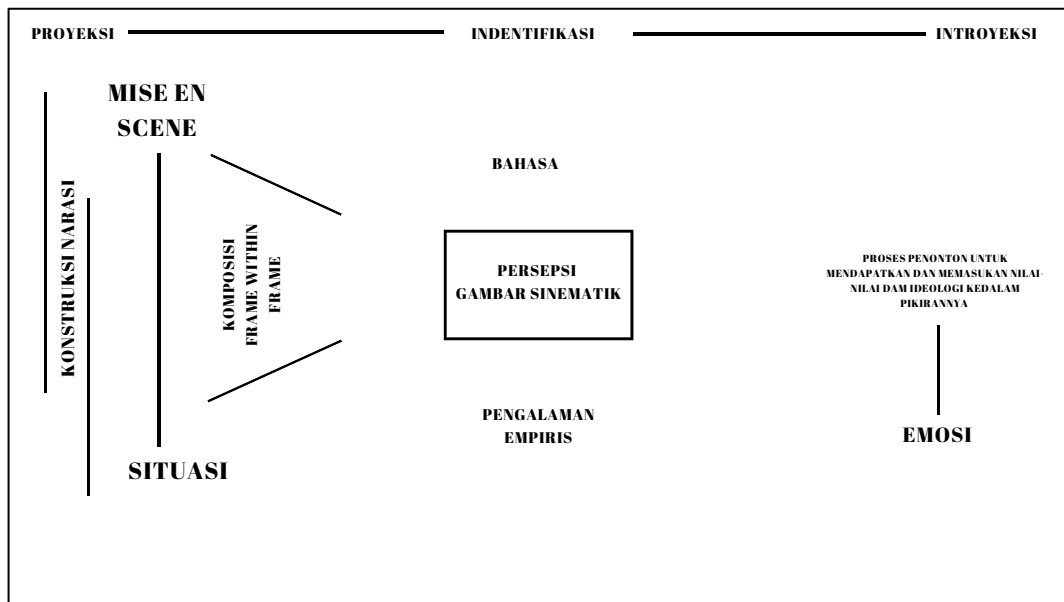 PROYEKSI
INDENTIFIKASI
INTROYEKSI
MISE EN
SCENE
KONSTRUKSI NARASI
KOMPOSISI
FRAME WITHIN
FRAME
SITUASI
BAHASA
PERSEPSI
GAMBAR SINEMATIK
PENGALAMAN
EMPIRIS
PROSES PENONTON UNTUK
MENDAPATKAN DAN MEMASUKAN NILAI-
NILAI DAM IDEOLOGI KEDALAM
PIKIRANNYA
EMOSI